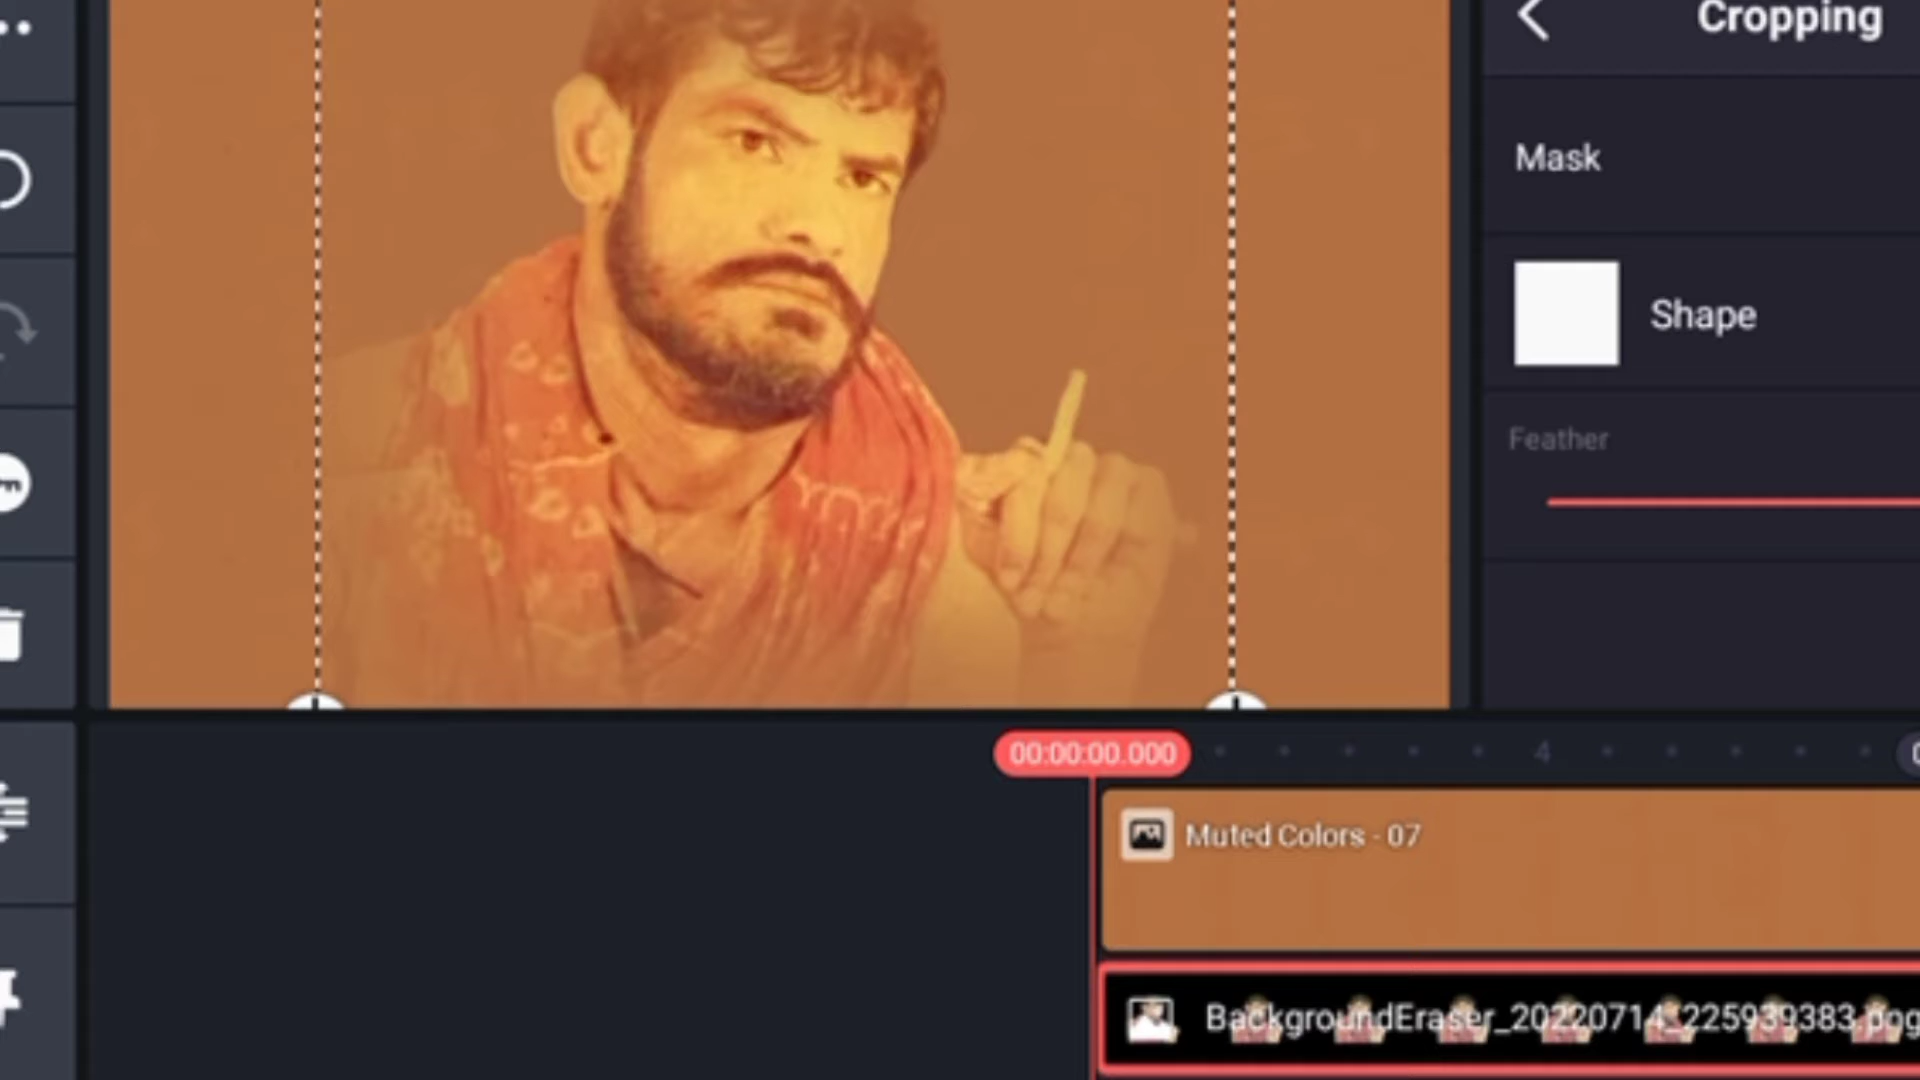 Cropping
Mask
Shape
Feather
00:00:00.000
4
Muted Colors - 07
BackgroundEraser_20220714_225939383.png